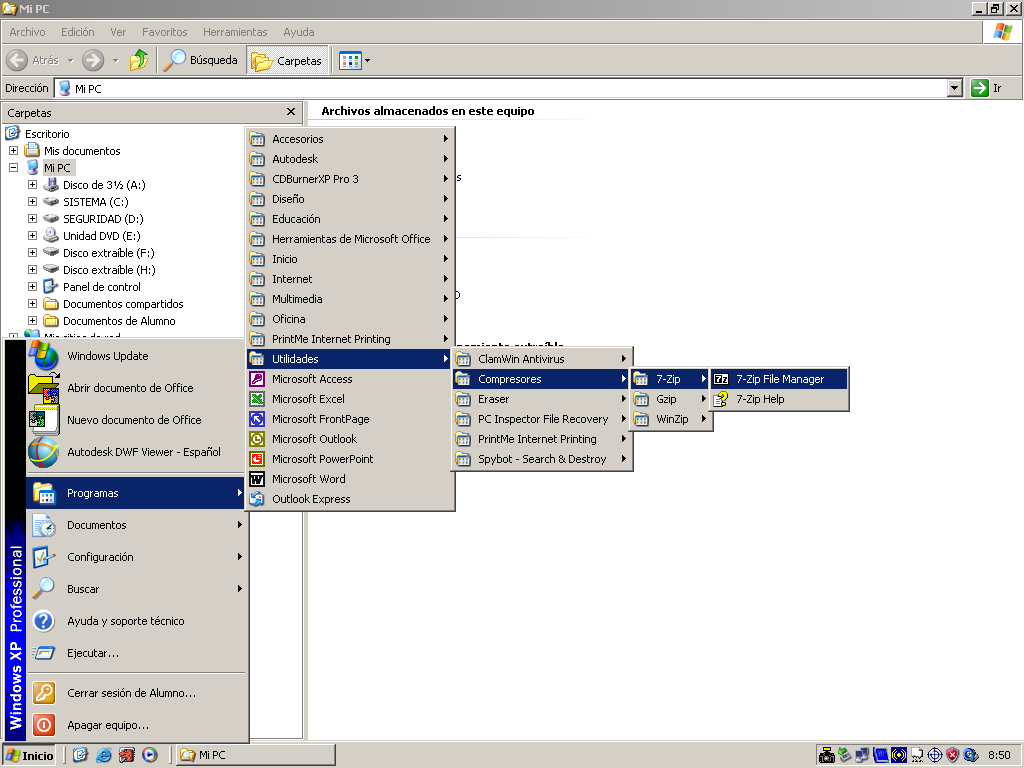 Mi PC
Archivo Edición Ver Favoritos Herramientas Ayuda
Atrás Búsqueda Carpetas
Dirección Mi PC Ir
Carpetas
Archivos almacenados en este equipo
Escritorio
Mis documentos
Mi PC
Disco de 3½ (A:)
SISTEMA (C:)
SEGURIDAD (D:)
Unidad DVD (E:)
Disco extraíble (F:)
Disco extraíble (H:)
Panel de control
Documentos compartidos
Documentos de Alumno
Windows Update
Abrir documento de Office
Nuevo documento de Office
Autodesk DWF Viewer - Español
Programas
Documentos
Configuración
Buscar
Ayuda y soporte técnico
Ejecutar...
Cerrar sesión de Alumno...
Apagar equipo...
Windows XP Professional
Accesorios
Autodesk
CDBurnerXP Pro 3
Diseño
Educación
Herramientas de Microsoft Office
Inicio
Internet
Multimedia
Oficina
PrintMe Internet Printing
Utilidades
Microsoft Access
Microsoft Excel
Microsoft FrontPage
Microsoft Outlook
Microsoft PowerPoint
Microsoft Word
Outlook Express
ClamWin Antivirus
Compresores
Eraser
PC Inspector File Recovery
PrintMe Internet Printing
Spybot - Search & Destroy
7-Zip
Gzip
WinZip
7-Zip File Manager
7-Zip Help
Inicio Mi PC 8:50